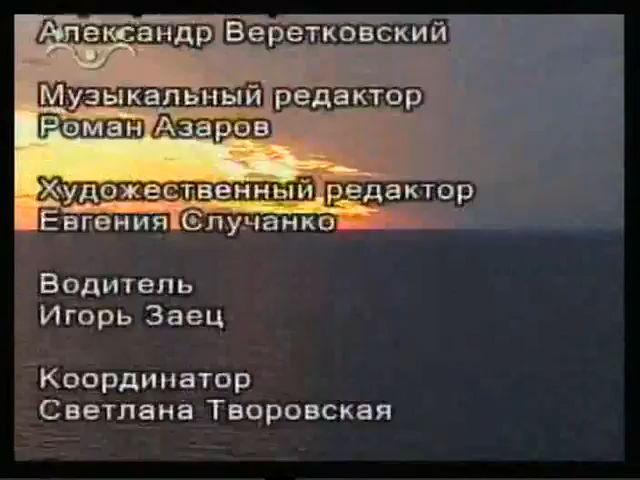 Александр Веретковский
Музыкальный редактор
Роман Азаров
Художественный редактор
Евгения Случанко
Водитель
Игорь Заец
Координатор
Светлана Творовская